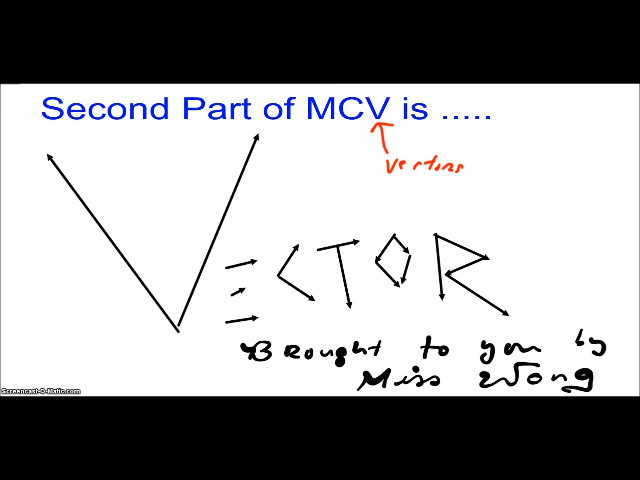 Second Part of MCV is .....
Vectors
VECTOR
Brought to you by
Miss Wong
Screencast-O-Matic.com